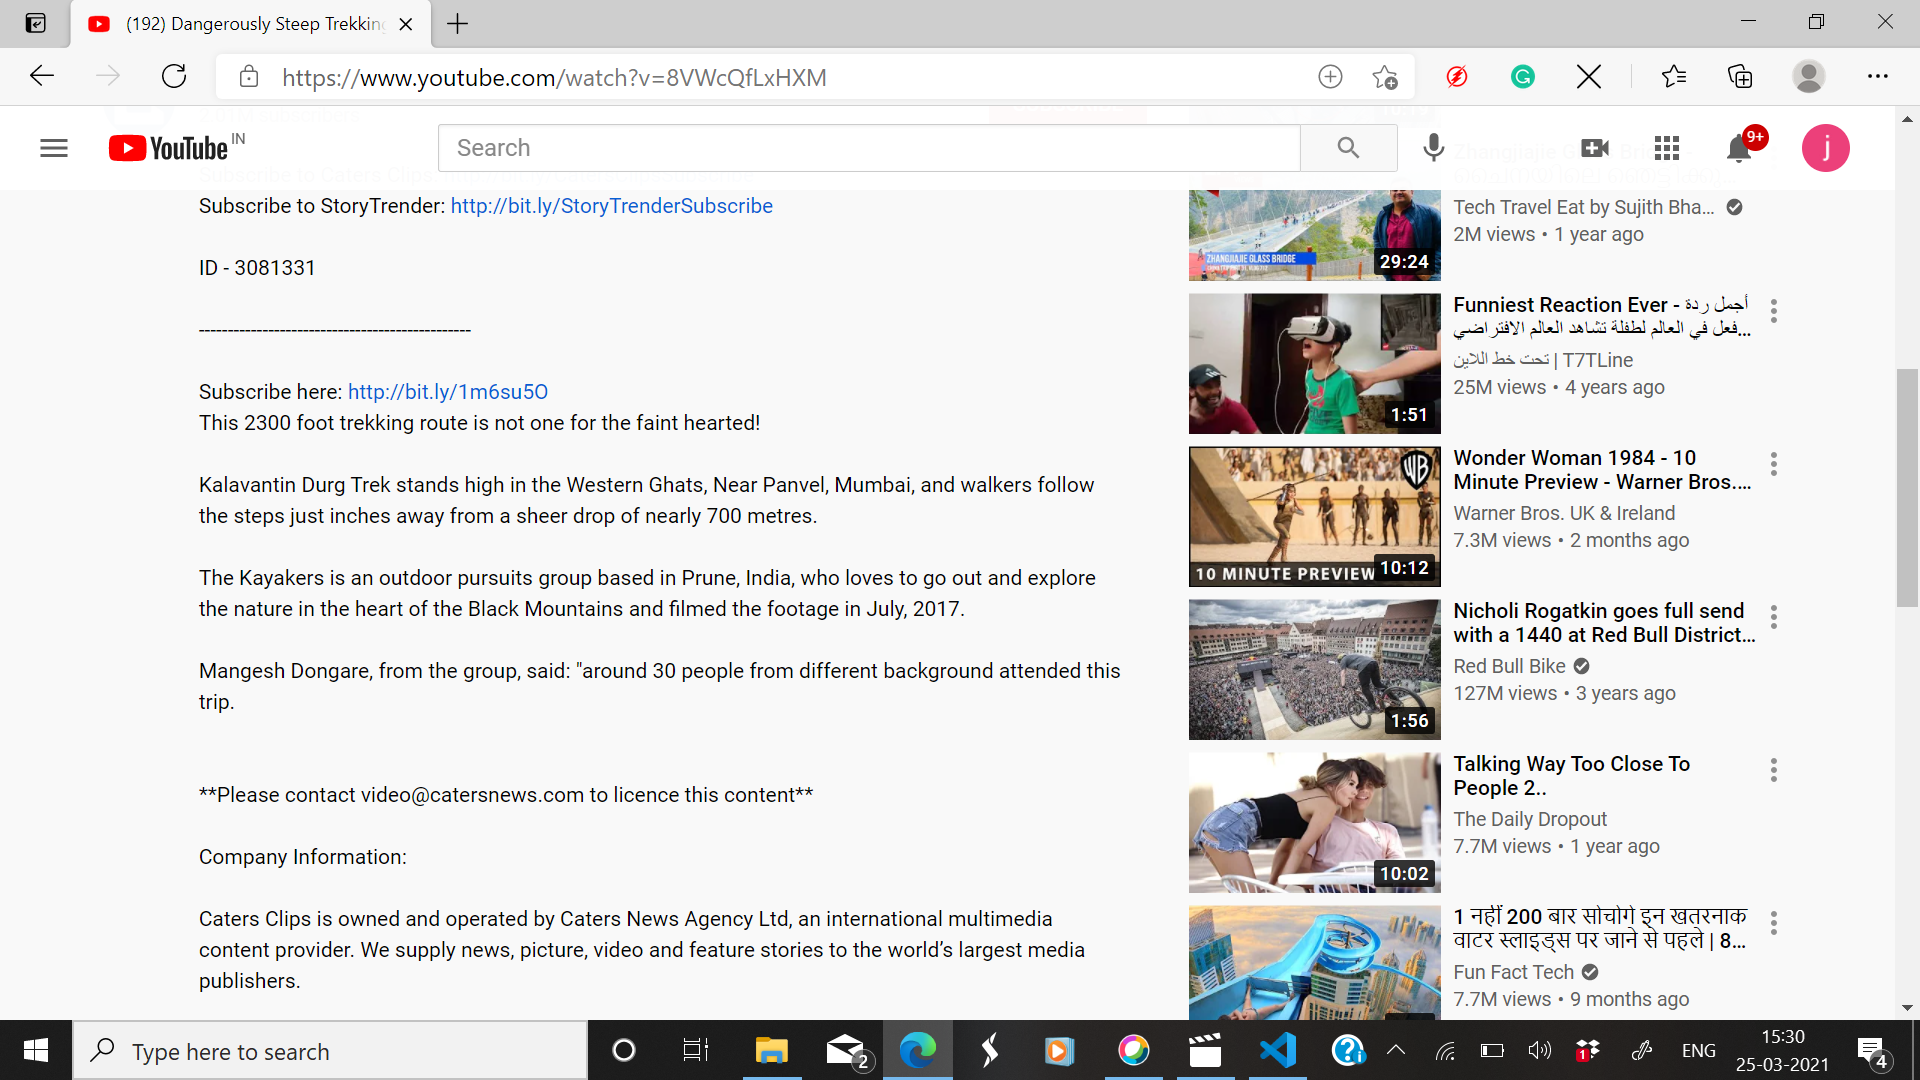 (192) Dangerously Steep Trekking
https://www.youtube.com/watch?v=8VWcQfLxHXM
YouTube IN
Search
9+
j
Subscribe to StoryTrender: http://bit.ly/StoryTrenderSubscribe
ID - 3081331
-----------------------------------------------
Subscribe here: http://bit.ly/1m6su5O
This 2300 foot trekking route is not one for the faint hearted!
Kalavantin Durg Trek stands high in the Western Ghats, Near Panvel, Mumbai, and walkers follow
the steps just inches away from a sheer drop of nearly 700 metres.
The Kayakers is an outdoor pursuits group based in Prune, India, who loves to go out and explore
the nature in the heart of the Black Mountains and filmed the footage in July, 2017.
Mangesh Dongare, from the group, said: "around 30 people from different background attended this
trip.
**Please contact video@catersnews.com to licence this content**
Company Information:
Caters Clips is owned and operated by Caters News Agency Ltd, an international multimedia
content provider. We supply news, picture, video and feature stories to the world’s largest media
publishers.
ZHANGJIAJIE GLASS BRIDGE
29:24
Tech Travel Eat by Sujith Bha...
2M views • 1 year ago
1:51
Funniest Reaction Ever - أجمل ردة
فعل في العالم لطفلة تشاهد العالم الافتراضي...
تحت خط اللاين | T7TLine
25M views • 4 years ago
WB
10 MINUTE PREVIEW
10:12
Wonder Woman 1984 - 10
Minute Preview - Warner Bros....
Warner Bros. UK & Ireland
7.3M views • 2 months ago
1:56
Nicholi Rogatkin goes full send
with a 1440 at Red Bull District...
Red Bull Bike
127M views • 3 years ago
10:02
Talking Way Too Close To
People 2..
The Daily Dropout
7.7M views • 1 year ago
1 नहीं 200 बार सोचोगे इन खतरनाक
वाटर स्लाइड्स पर जाने से पहले | 8...
Fun Fact Tech
7.7M views • 9 months ago
Type here to search
2
1
ENG
15:30
25-03-2021
4